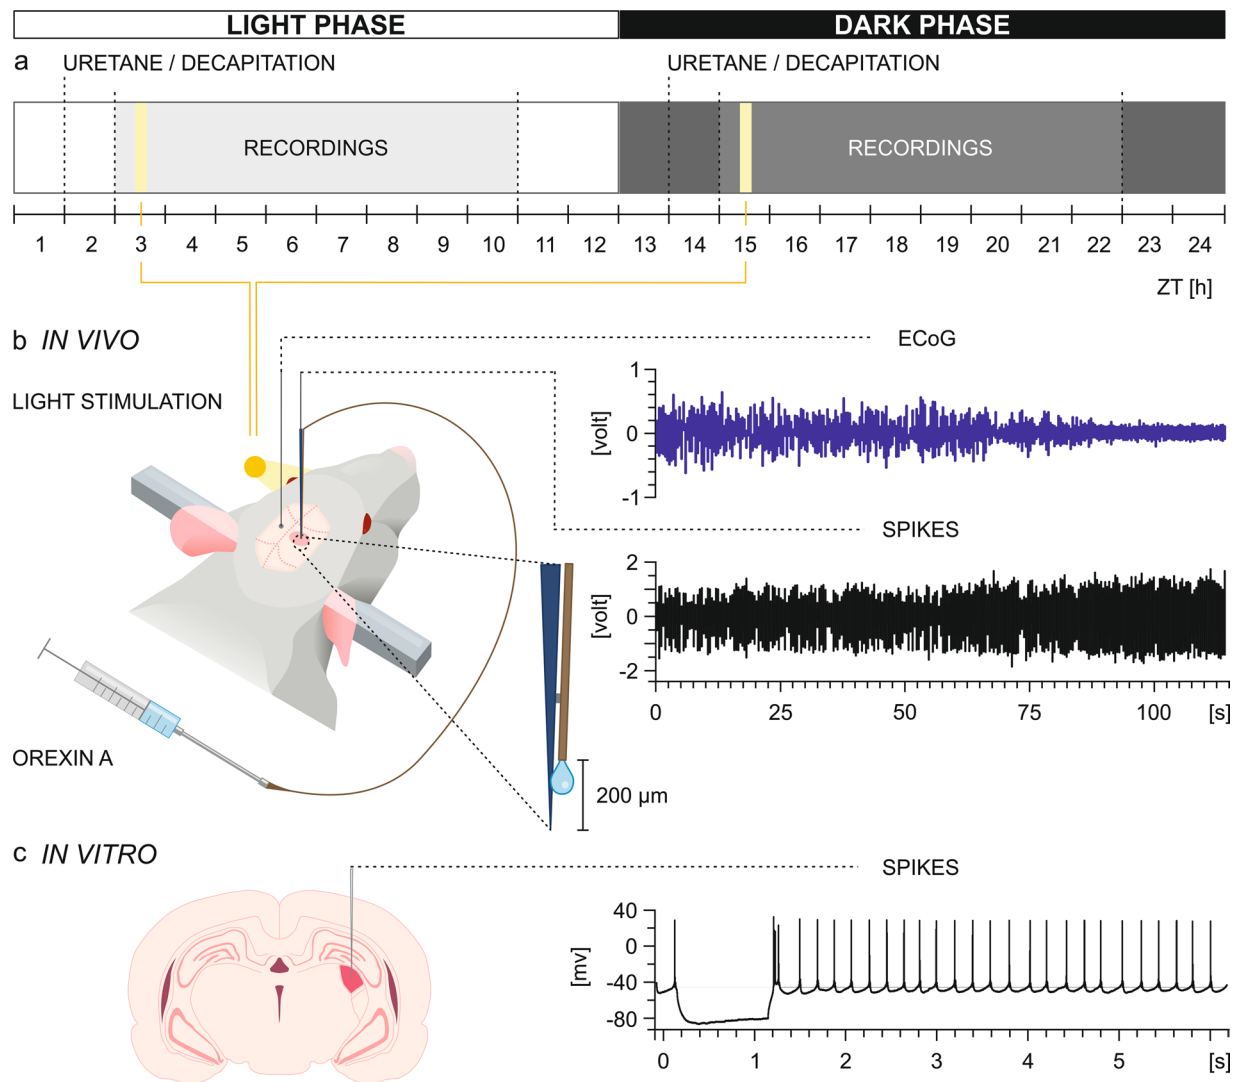 LIGHT PHASE DARK PHASE
a URETANE / DECAPITATION URETANE / DECAPITATION
RECORDINGS RECORDINGS
1 2 3 4 5 6 7 8 9 10 11 12 13 14 15 16 17 18 19 20 21 22 23 24
ZT [h]
b IN VIVO
ECoG
LIGHT STIMULATION
[volt]
1
0
-1
SPIKES
[volt]
2
0
-2
0 25 50 75 100 [s]
OREXIN A
200 µm
c IN VITRO
SPIKES
[mv]
40
0
-40
-80
0 1 2 3 4 5 [s]